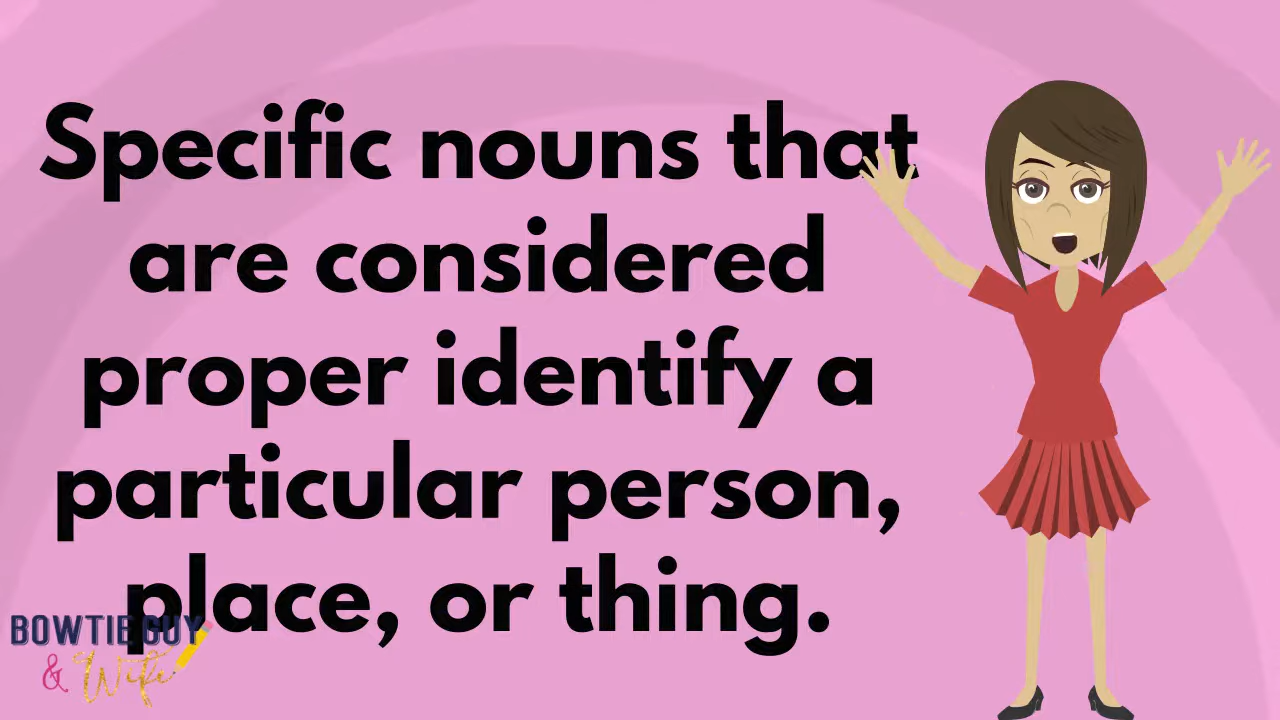 Specific nouns that
are considered
proper identify a
particular person,
place, or thing.
BOWTIE GUY
& Wife